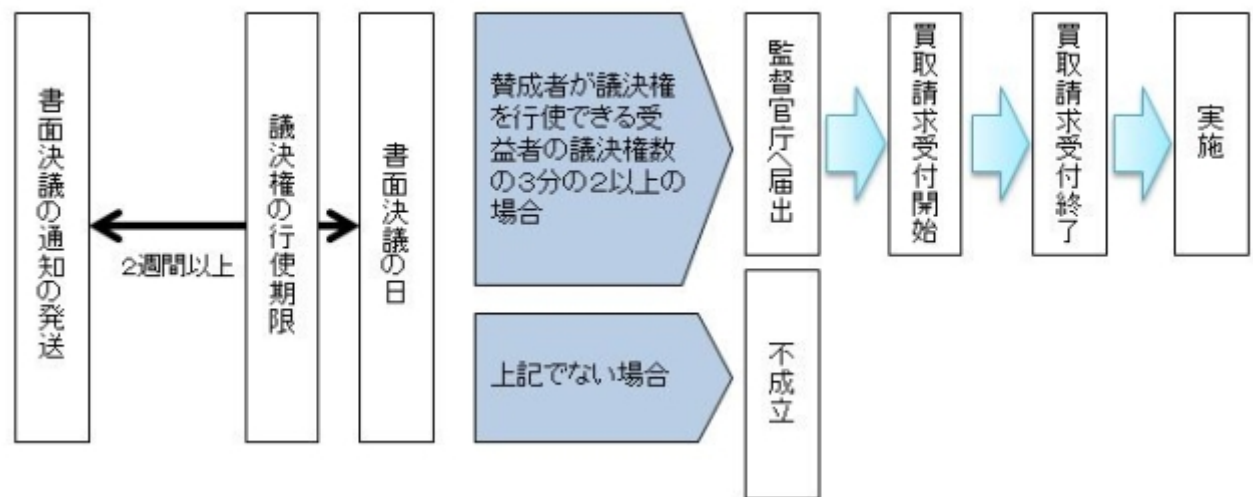 書面決議の通知の発送
2週間以上
議決権の行使期限
書面決議の日
賛成者が議決権
を行使できる受
益者の議決権数
の3分の2以上の
場合
上記でない場合
監督官庁へ届出
不成立
買取請求受付開始
買取請求受付終了
実施